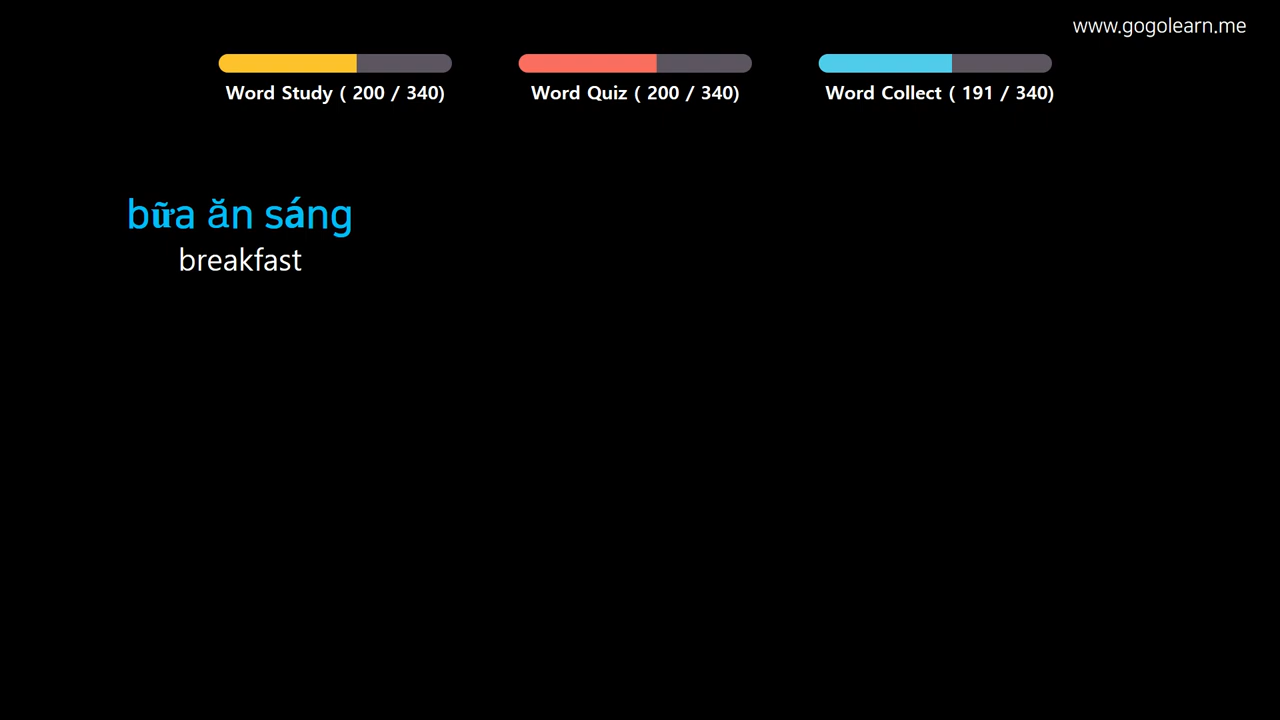 www.gogolearn.me
Word Study ( 200 / 340)
Word Quiz ( 200 / 340)
Word Collect ( 191 / 340)
bữa ăn sáng
breakfast